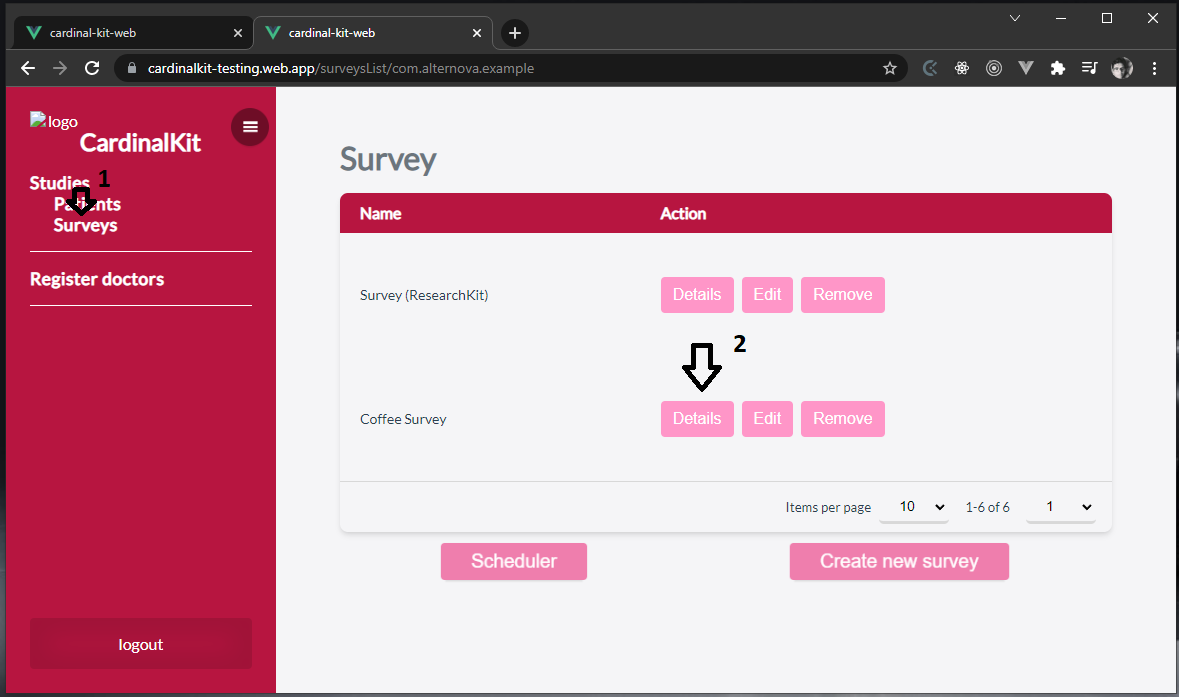 cardinal-kit-web
cardinal-kit-web
cardinalkit-testing.web.app/surveysList/com.alternova.example
logo
CardinalKit
Studies 1
Patients
Surveys
Register doctors
logout
Survey
Name Action
Survey (ResearchKit) Details Edit Remove
2
Coffee Survey Details Edit Remove
Items per page 10 1-6 of 6 1
Scheduler Create new survey